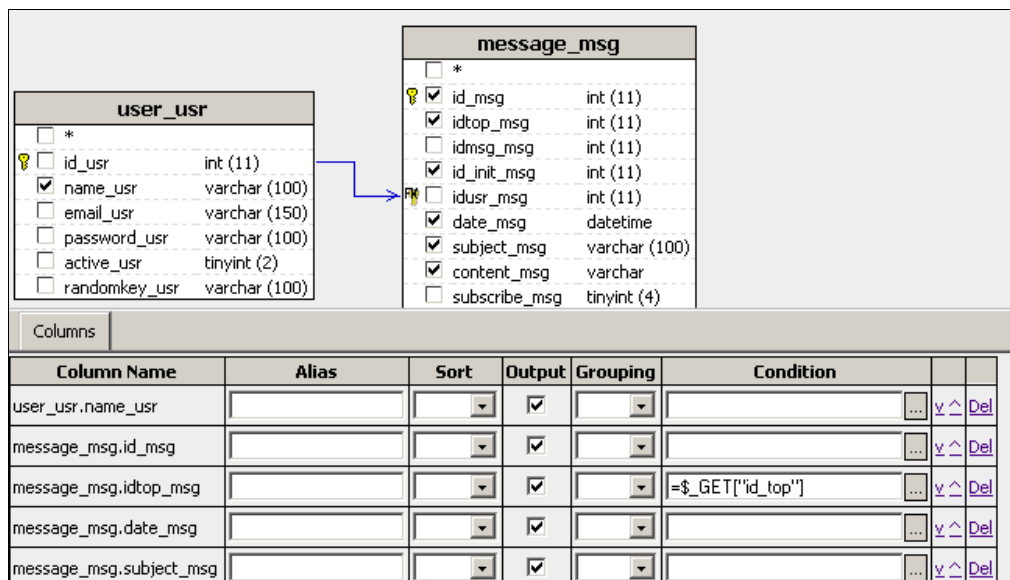 message_msg
*
id_msg int (11)
idtop_msg int (11)
idmsg_msg int (11)
id_init_msg int (11)
idusr_msg int (11)
date_msg datetime
subject_msg varchar (100)
content_msg varchar
subscribe_msg tinyint (4)
user_usr
*
id_usr int (11)
name_usr varchar (100)
email_usr varchar (150)
password_usr varchar (100)
active_usr tinyint (2)
randomkey_usr varchar (100)
Columns
Column Name Alias Sort Output Grouping Condition
user_usr.name_usr ... v ^ Del
message_msg.id_msg ... v ^ Del
message_msg.idtop_msg =$_GET["id_top"] ... v ^ Del
message_msg.date_msg ... v ^ Del
message_msg.subject_msg ... v ^ Del